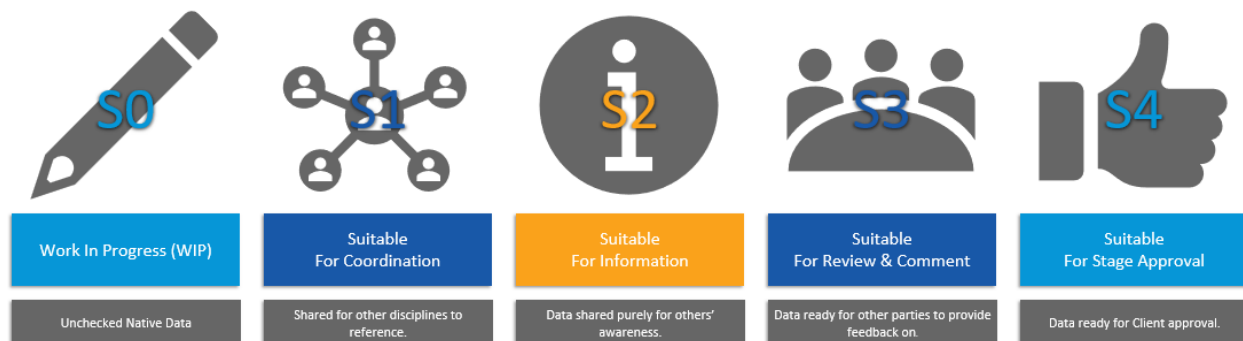 S0
S1
S2
S3
S4
Work In Progress (WIP)
Suitable
For Coordination
Suitable
For Information
Suitable
For Review & Comment
Suitable
For Stage Approval
Unchecked Native Data
Shared for other disciplines to
reference.
Data shared purely for others'
awareness.
Data ready for other parties to provide
feedback on.
Data ready for Client approval.